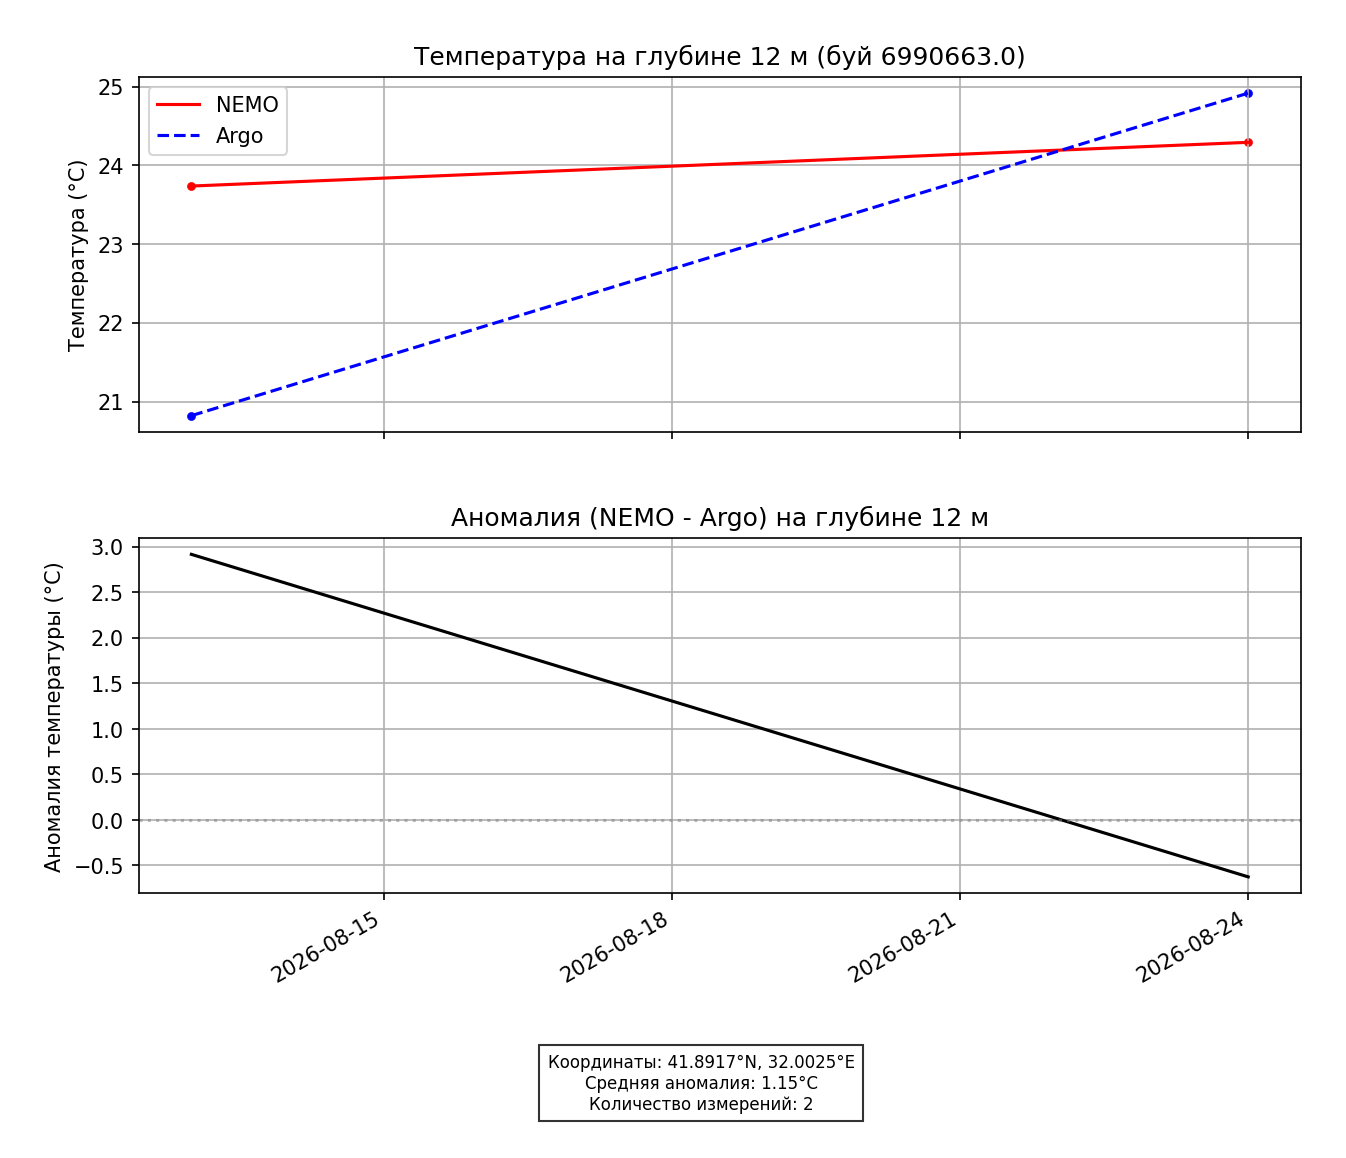 Температура на глубине 12 м (буй 6990663.0)
25
24
23
22
21
Температура (°C)
NEMO
Argo
Аномалия (NEMO - Argo) на глубине 12 м
3.0
2.5
2.0
1.5
1.0
0.5
0.0
−0.5
Аномалия температуры (°C)
2026-08-15
2026-08-18
2026-08-21
2026-08-24
Координаты: 41.8917°N, 32.0025°E
Средняя аномалия: 1.15°C
Количество измерений: 2